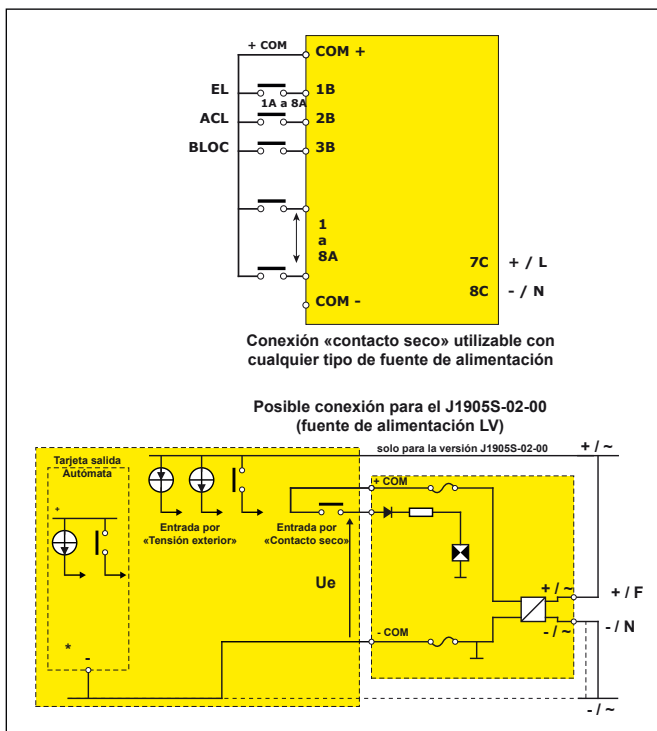 + COM
COM +
EL
1B
1A a 8A
ACL
2B
BLOC
3B
1
a
8A
7C + / L
8C - / N
COM -
Conexión «contacto seco» utilizable con
cualquier tipo de fuente de alimentación
Posible conexión para el J1905S-02-00
(fuente de alimentación LV)
solo para la versión J1905S-02-00
+ / ~
Tarjeta salida
Autómata
+
+ COM
Entrada por
«Tensión exterior»
Entrada por
«Contacto seco»
Ue
+ / ~
+ / F
- / N
- / ~
- COM
*
-
- / ~